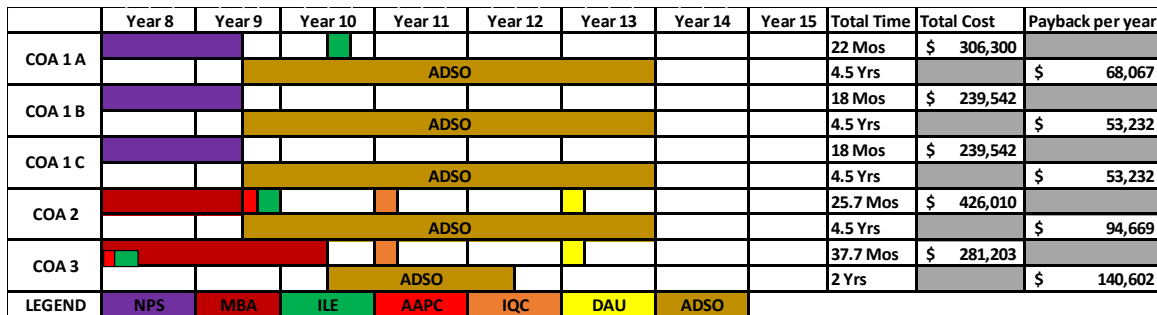 Year 8 Year 9 Year 10 Year 11 Year 12 Year 13 Year 14 Year 15 Total Time Total Cost Payback per year
COA 1 A 22 Mos $ 306,300
ADSO 4.5 Yrs $ 68,067
COA 1 B 18 Mos $ 239,542
ADSO 4.5 Yrs $ 53,232
COA 1 C 18 Mos $ 239,542
ADSO 4.5 Yrs $ 53,232
COA 2 25.7 Mos $ 426,010
ADSO 4.5 Yrs $ 94,669
COA 3 37.7 Mos $ 281,203
ADSO 2 Yrs $ 140,602
LEGEND NPS MBA ILE AAPC IQC DAU ADSO